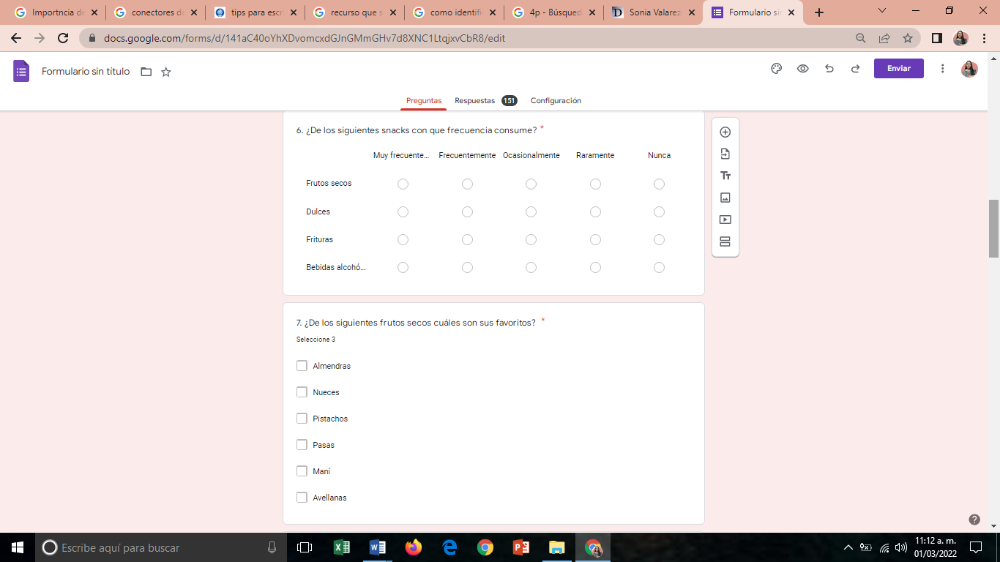 Importncia de
conectores de
tips para escr
recurso que s
como identifi
4p - Búsqued
Sonia Valarez
Formulario sin
docs.google.com/forms/d/141aC40oYhXDvomcxdGJnGMmGHv7d8XNC1LtqjxvCbR8/edit
Formulario sin título
Enviar
Preguntas Respuestas 151 Configuración
6. ¿De los siguientes snacks con que frecuencia consume? *
Muy frecuente... Frecuentemente Ocasionalmente Raramente Nunca
Frutos secos
Dulces
Frituras
Bebidas alcohó...
7. ¿De los siguientes frutos secos cuáles son sus favoritos? *
Seleccione 3
Almendras
Nueces
Pistachos
Pasas
Maní
Avellanas
Escribe aquí para buscar
11:12 a. m.
01/03/2022